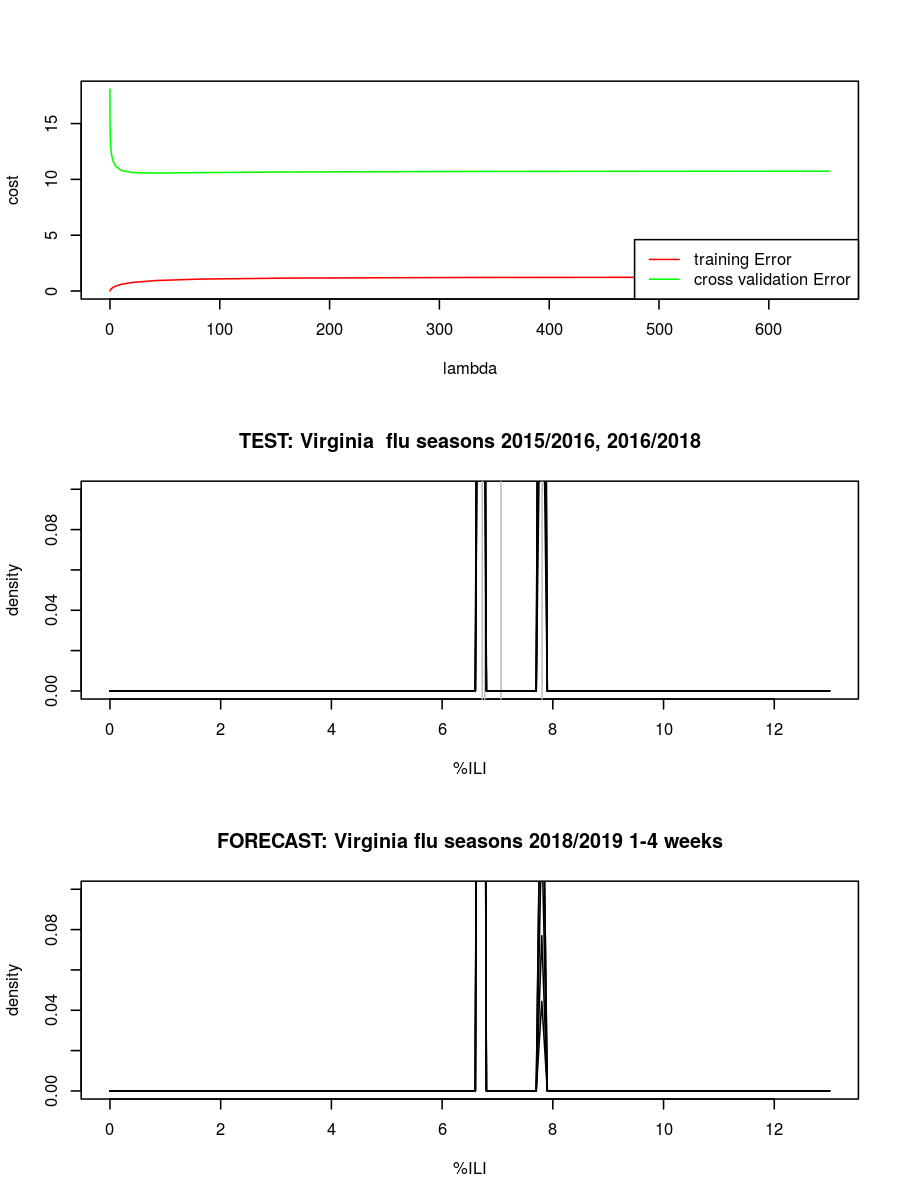 15
10
5
0
cost
training Error
cross validation Error
0 100 200 300 400 500 600
lambda
TEST: Virginia  flu seasons 2015/2016, 2016/2018
0.08
0.04
0.00
density
0 2 4 6 8 10 12
%ILI
FORECAST: Virginia flu seasons 2018/2019 1-4 weeks
0.08
0.04
0.00
density
0 2 4 6 8 10 12
%ILI